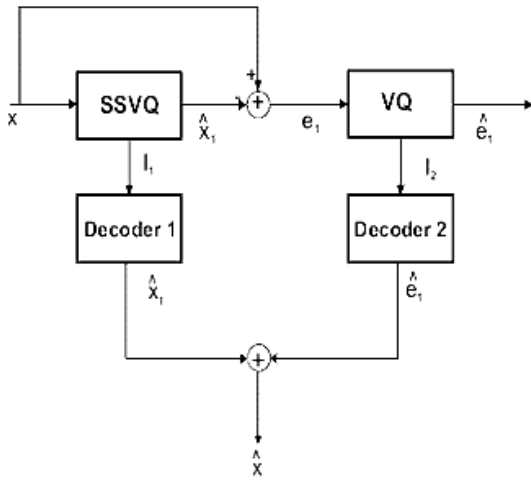 +
SSVQ
-
+
VQ
x
x̂₁
e₁
ê₁
I₁
I₂
Decoder 1
Decoder 2
x̂₁
ê₁
+
x̂